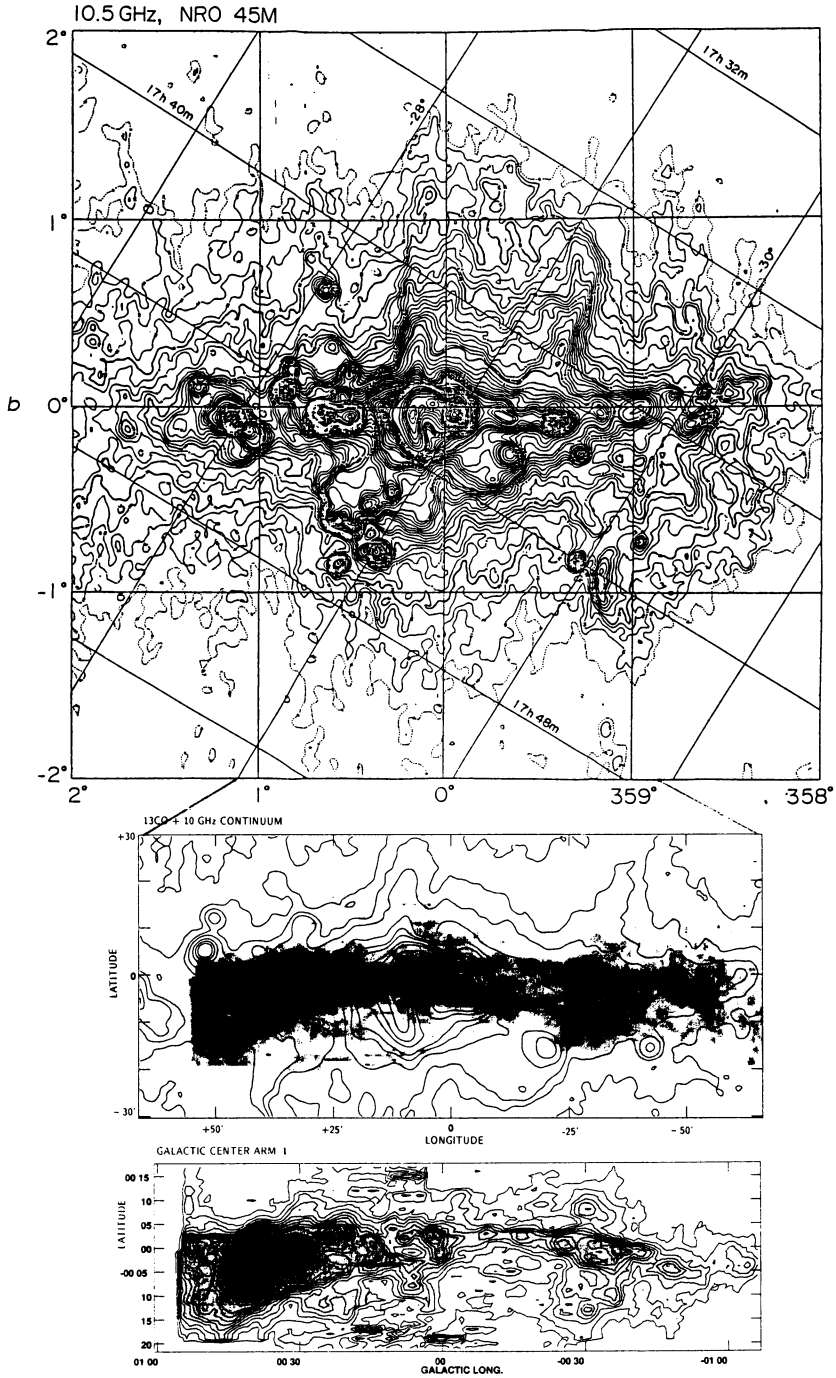 10.5 GHz, NRO 45M
2°
1°
b 0°
-1°
-2°
17h 40m
-28°
17h 32m
-30°
17h 48m
2° 1° 0° 359° 358°
13CO + 10 GHz CONTINUUM
+30
LATITUDE
0
- 30'
+50' +25' 0 -25' - 50'
LONGITUDE
GALACTIC CENTER ARM I
LATITUDE
00 15
10
05
00
-00 05
10
15
20
01 00 00 30 00 -00 30 -01 00
GALACTIC LONG.